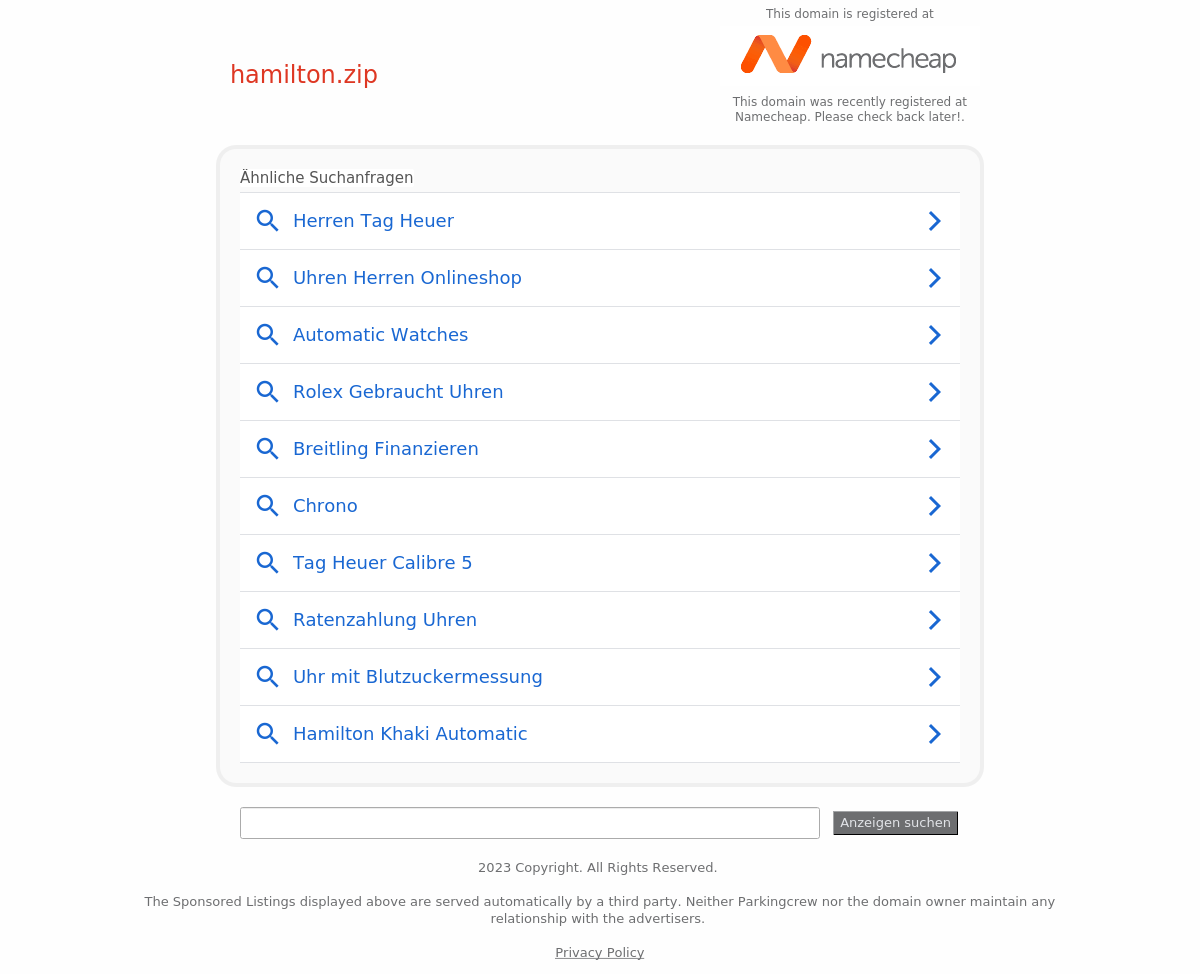 This domain is registered at
namecheap
hamilton.zip
This domain was recently registered at
Namecheap. Please check back later!.
Ähnliche Suchanfragen
Herren Tag Heuer
Uhren Herren Onlineshop
Automatic Watches
Rolex Gebraucht Uhren
Breitling Finanzieren
Chrono
Tag Heuer Calibre 5
Ratenzahlung Uhren
Uhr mit Blutzuckermessung
Hamilton Khaki Automatic
Anzeigen suchen
2023 Copyright. All Rights Reserved.
The Sponsored Listings displayed above are served automatically by a third party. Neither Parkingcrew nor the domain owner maintain any
relationship with the advertisers.
Privacy Policy